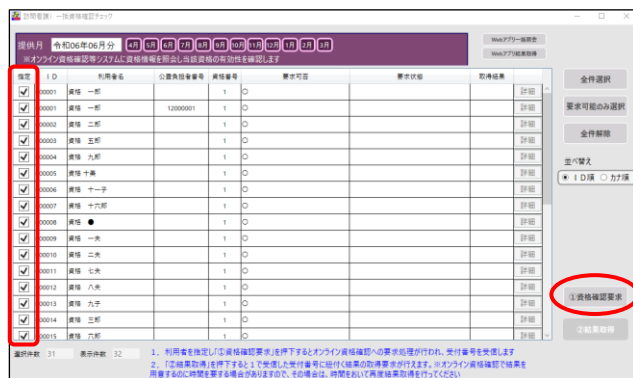 訪問看護Ⅰ 一括資格確認チェック
提供月 令和06年06月分 4月 5月 6月 7月 8月 9月 10月 11月 12月 1月 2月 3月
※オンライン資格確認等システムに資格情報を照会し当該資格の有効性を確認します
Webアプリ一括照会
Webアプリ結果取得
指定 ＩＤ 利用者名 公費負担者番号 資格番号 要求可否 要求状態 取得結果
00001 資格 一郎 1 ○ 詳細
00001 資格 一郎 12000001 1 ○ 詳細
00002 資格 二郎 1 ○ 詳細
00003 資格 五郎 1 ○ 詳細
00004 資格 九郎 1 ○ 詳細
00005 資格 十美 1 ○ 詳細
00006 資格 十一子 1 ○ 詳細
00007 資格 十六郎 1 ○ 詳細
00008 資格 ● 1 ○ 詳細
00009 資格 一夫 1 ○ 詳細
00010 資格 二夫 1 ○ 詳細
00011 資格 七夫 1 ○ 詳細
00012 資格 八夫 1 ○ 詳細
00013 資格 九子 1 ○ 詳細
00014 資格 三郎 1 ○ 詳細
00015 資格 六郎 1 ○ 詳細
全件選択
要求可能のみ選択
全件解除
並べ替え
ＩＤ順 カナ順
①資格確認要求
②結果取得
選択件数 31 表示件数 32
１．利用者を指定し「①資格確認要求」を押下するとオンライン資格確認への要求処理が行われ、受付番号を受信します
２．「②結果取得」を押下すると１で受信した受付番号に紐付く結果の取得要求が行えます。※オンライン資格確認で結果を
用意するのに時間を要する場合がありますので、その場合は、時間をおいて再度結果取得を行ってください